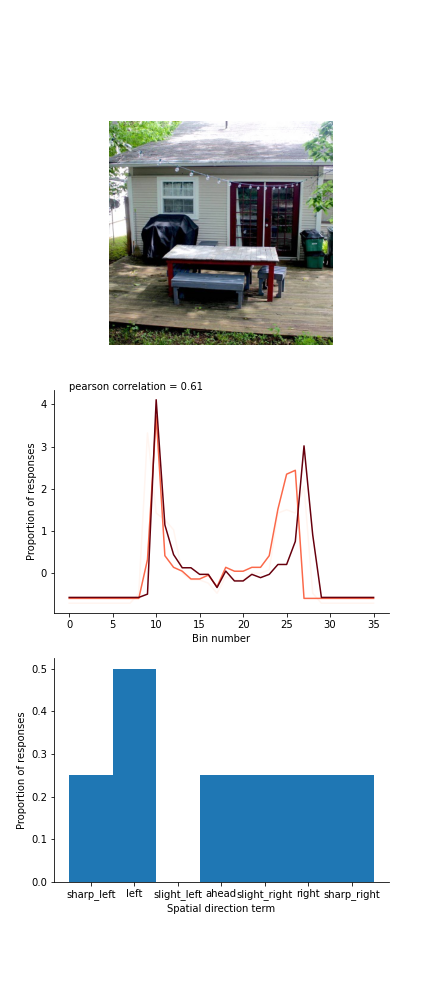 pearson correlation = 0.61
4
3
2
1
0
Proportion of responses
0 5 10 15 20 25 30 35
Bin number
0.5
0.4
0.3
0.2
0.1
0.0
Proportion of responses
sharp_left left slight_left ahead slight_right right sharp_right
Spatial direction term